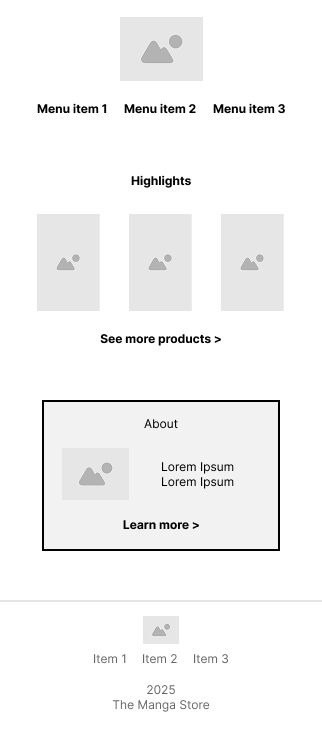 Menu item 1 Menu item 2 Menu item 3
Highlights
See more products >
About
Lorem Ipsum
Lorem Ipsum
Learn more >
Item 1 Item 2 Item 3
2025
The Manga Store